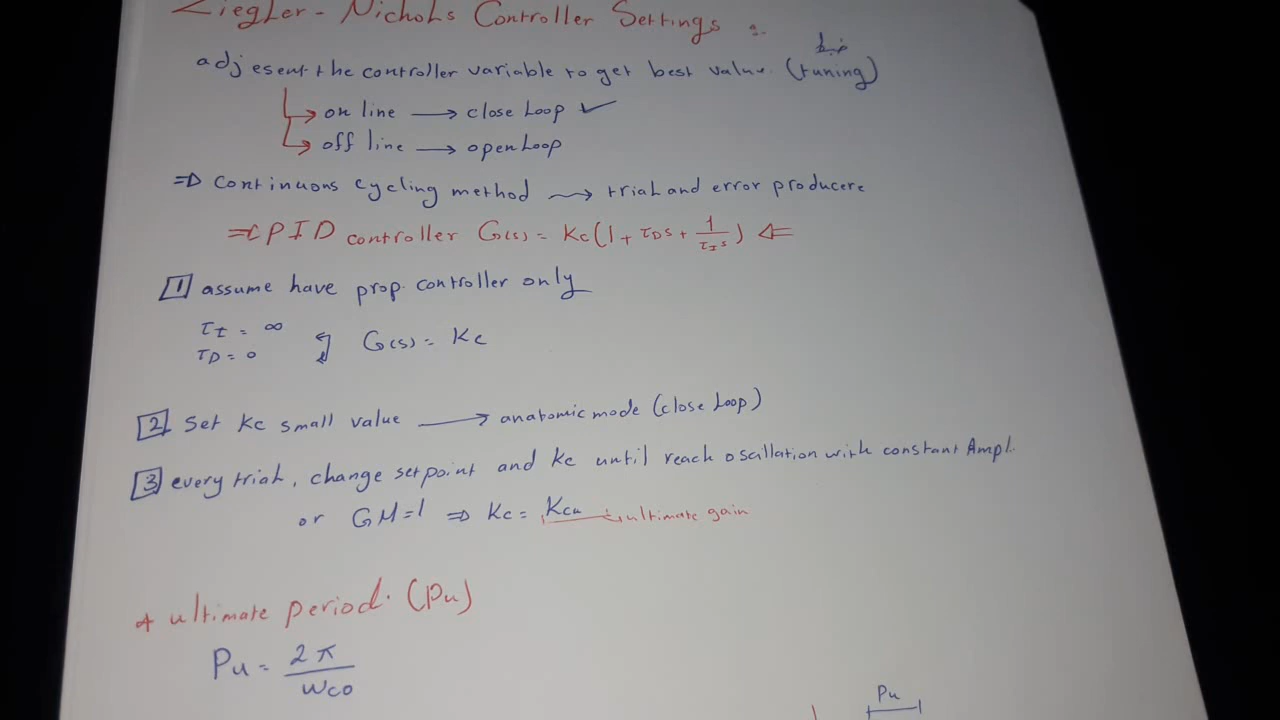 Ziegler - Nichols Controller Settings :
ضبط
adjesent the controller variable to get best value. (tuning)
on line → close Loop ✓
off line → open Loop
⇒ Continuous cycling method ⟿ trial and error producere
⇒ PID controller G(s) = Kc(1 + τDS + 1/τIS) ⇐
1 assume have prop. controller only
τI = ∞
τD = 0 } G(s) = Kc
2 Set Kc small value → anatomic mode (close Loop)
3 every trial, change setpoint and Kc until reach oscillation with constant Ampl.
or GM=1 ⇒ Kc = Kcu → ultimate gain
* ultimate period. (Pu)
Pu = 2π/ωco
Pu